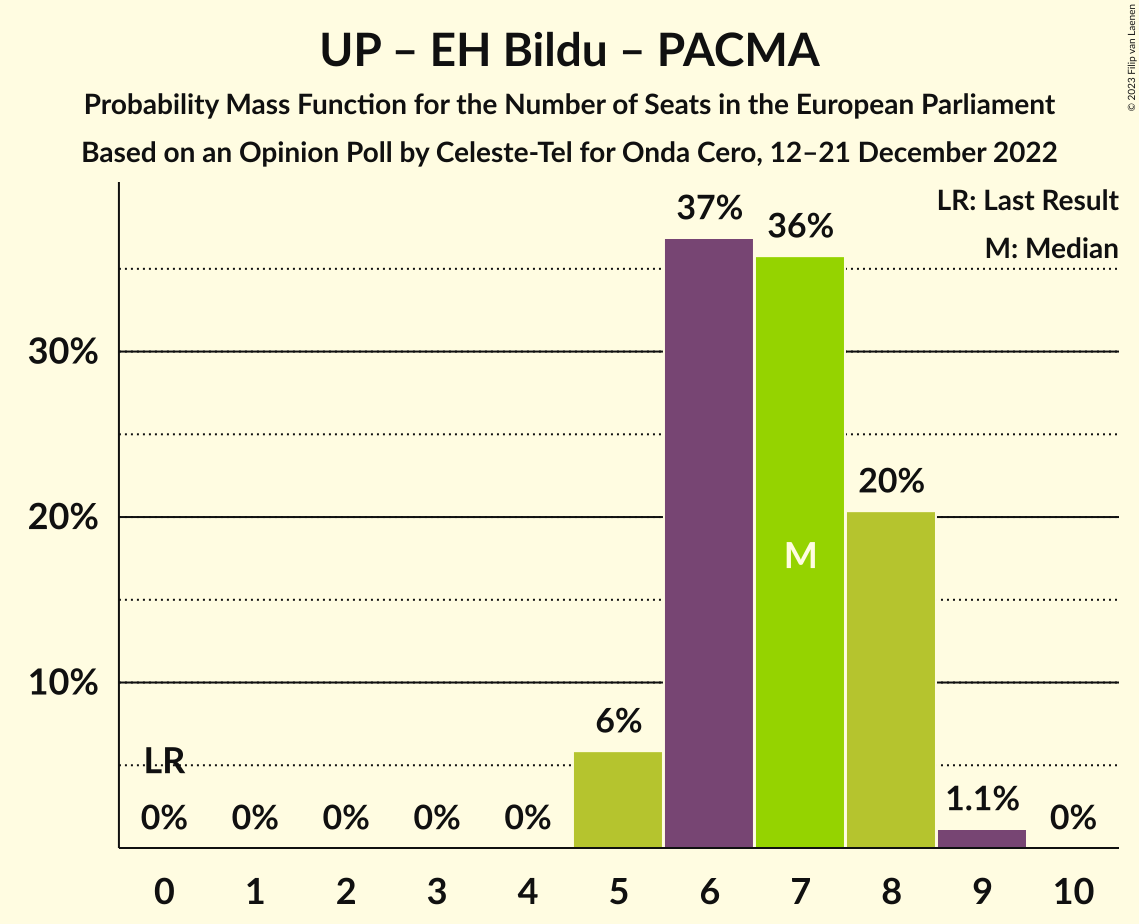 UP – EH Bildu – PACMA
Probability Mass Function for the Number of Seats in the European Parliament
Based on an Opinion Poll by Celeste-Tel for Onda Cero, 12–21 December 2022
© 2023 Filip van Laenen
LR: Last Result
M: Median
37%
36%
30%
20%
M
20%
10%
6%
LR
0% 0% 0% 0% 0% 1.1% 0%
0 1 2 3 4 5 6 7 8 9 10